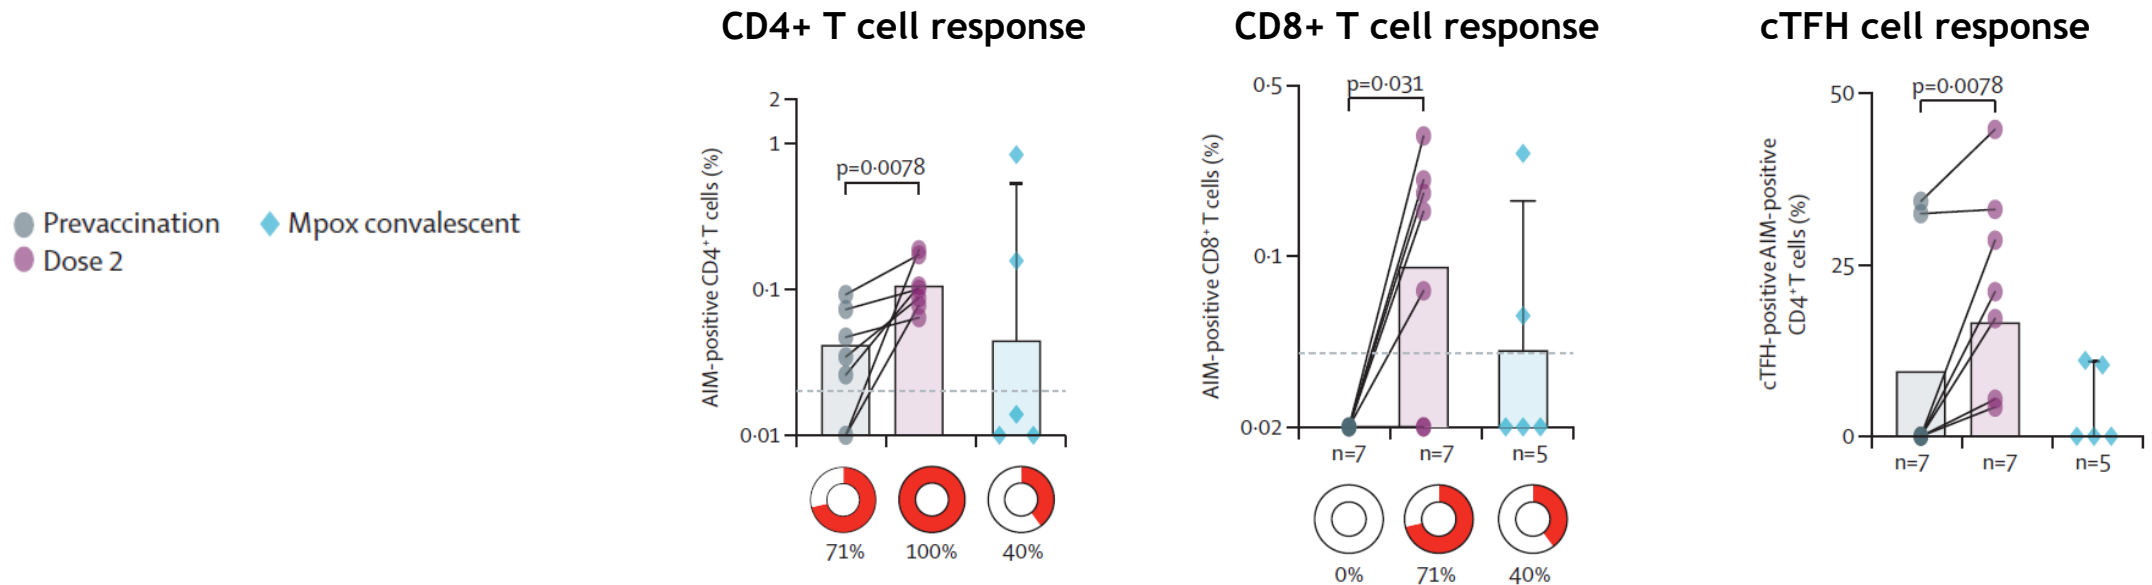 CD4+ T cell response
CD8+ T cell response
cTFH cell response
Prevaccination
Mpox convalescent
Dose 2
AIM-positive CD4⁺ T cells (%)
2
1
0·1
0·01
p=0·0078
71%
100%
40%
AIM-positive CD8⁺ T cells (%)
0·5
0·1
0·02
p=0·031
n=7
n=7
n=5
0%
71%
40%
cTFH-positive AIM-positive
CD4⁺ T cells (%)
50
25
0
p=0·0078
n=7
n=7
n=5